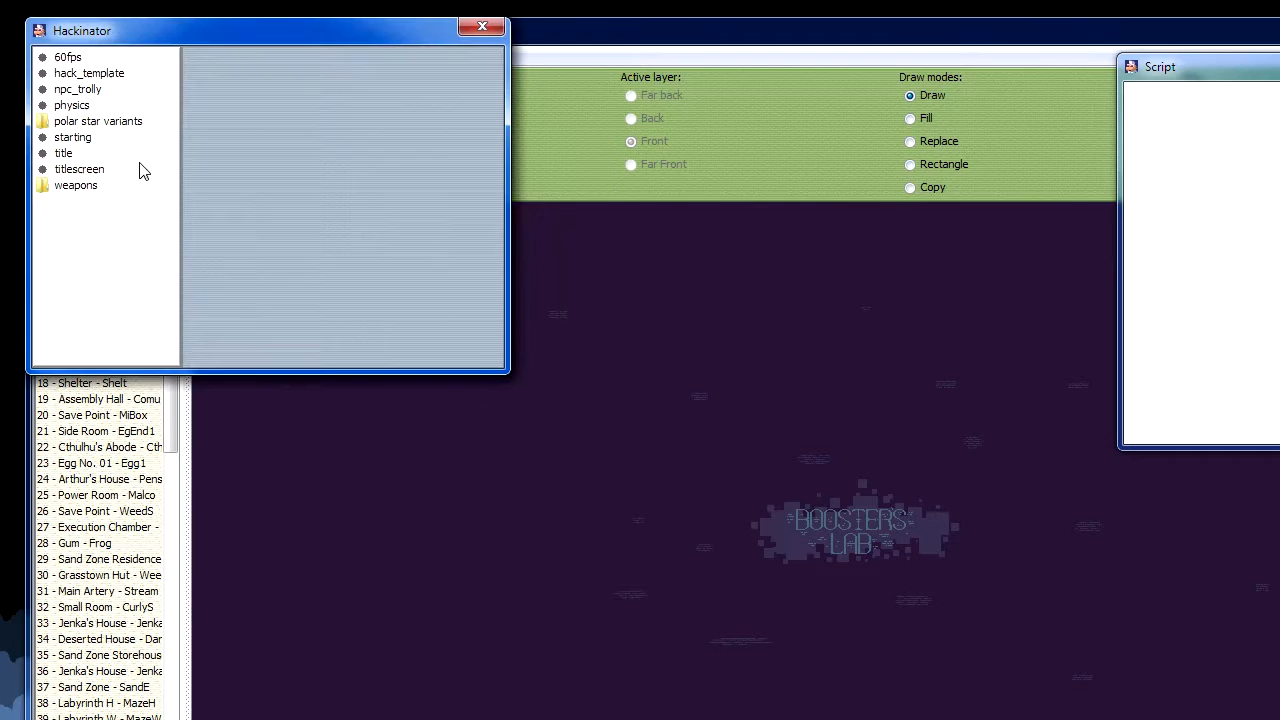 Hackinator
60fps
hack_template
npc_trolly
physics
polar star variants
starting
title
titlescreen
weapons
Active layer:
Far back
Back
Front
Far Front
Draw modes:
Draw
Fill
Replace
Rectangle
Copy
Script
18 - Shelter - Shelt
19 - Assembly Hall - Comu
20 - Save Point - MiBox
21 - Side Room - EgEnd1
22 - Cthulhu's Abode - Cth
23 - Egg No. 01 - Egg1
24 - Arthur's House - Pens
25 - Power Room - Malco
26 - Save Point - WeedS
27 - Execution Chamber -
28 - Gum - Frog
29 - Sand Zone Residence
30 - Grasstown Hut - Wee
31 - Main Artery - Stream
32 - Small Room - CurlyS
33 - Jenka's House - Jenka
34 - Deserted House - Dar
35 - Sand Zone Storehous
36 - Jenka's House - Jenka
37 - Sand Zone - SandE
38 - Labyrinth H - MazeH
39 - Labyrinth W - MazeW
BOOSTERS
LAB